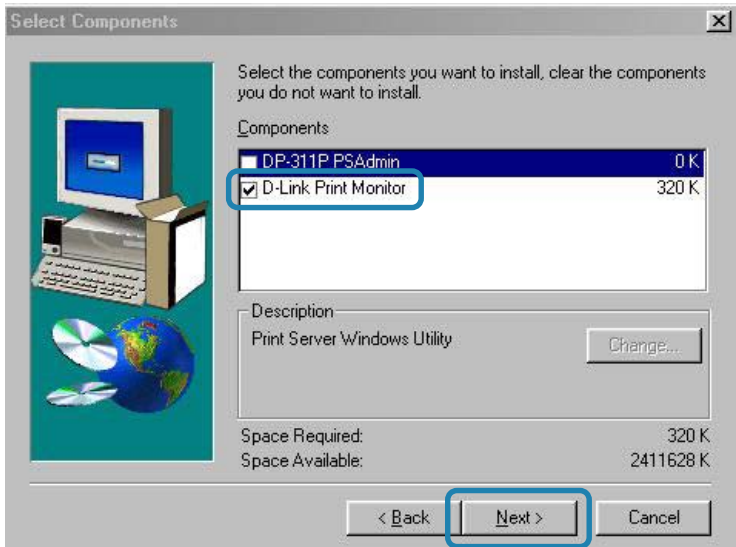 Select Components
Select the components you want to install, clear the components
you do not want to install.
Components
DP-311P PSAdmin 0 K
D-Link Print Monitor 320 K
Description
Print Server Windows Utility
Change...
Space Required: 320 K
Space Available: 2411628 K
< Back Next > Cancel